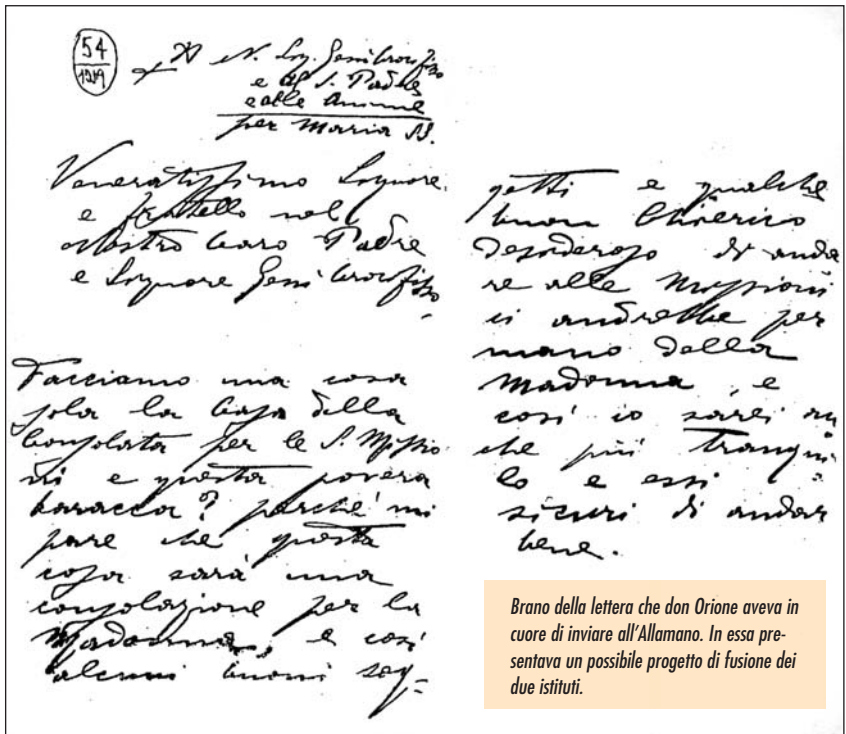 54
1919
A N. Sig. Gesù Crocifisso
e al S. Padre
e alle Anime
per Maria SS.
Veneratissimo Signore
e fratello nel
Nostro Caro Padre
e Signore Gesù Crocifisso,
Facciamo una cosa
sola la Casa della
Consolata per le S. Missio
ni e questa povera
baracca? perché mi
pare che questa
cosa sarà una
consolazione per la
Madonna, e così
alcuni buoni sog=
getti e qualche
buon Chierico
desideroso di anda
re alle Missioni
ci andrebbe per
mano della
Madonna, e
così io sarei an
che più tranquil
lo e essi
sicuri di andar
bene.
Brano della lettera che don Orione aveva in
cuore di inviare all'Allamano. In essa pre-
sentava un possibile progetto di fusione dei
due istituti.